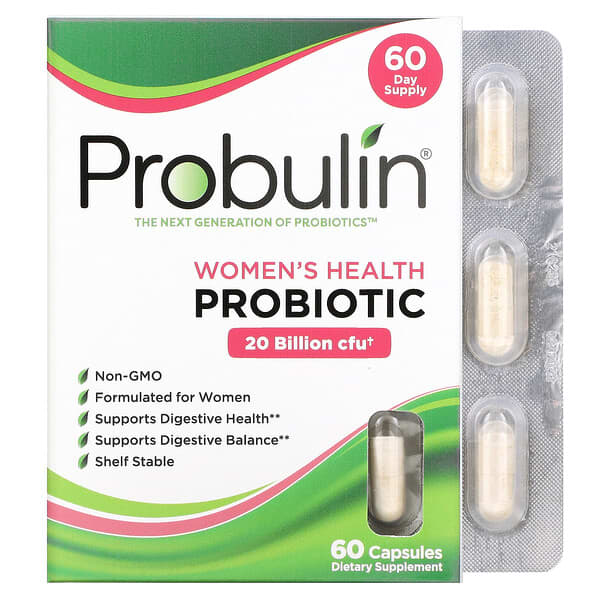 60
Day
Supply
Probulin®
THE NEXT GENERATION OF PROBIOTICS™
WOMEN'S HEALTH
PROBIOTIC
20 Billion cfu†
Non-GMO
Formulated for Women
Supports Digestive Health**
Supports Digestive Balance**
Shelf Stable
60 Capsules
Dietary Supplement